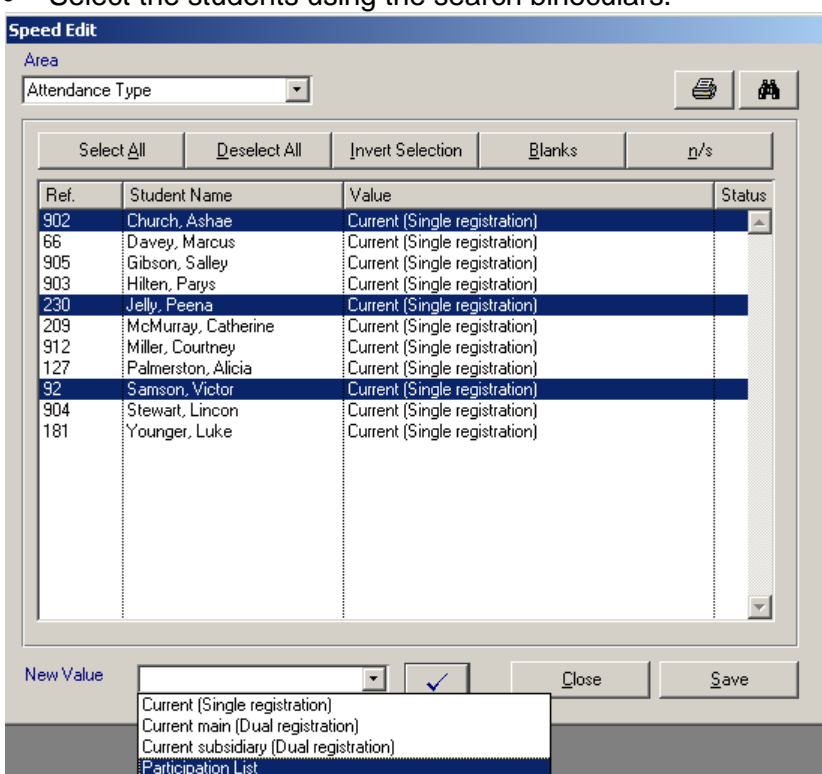 Select the students using the search binoculars.
Speed Edit
Area
Attendance Type
Select All Deselect All Invert Selection Blanks n/s
Ref. Student Name Value Status
902 Church, Ashae Current (Single registration)
66 Davey, Marcus Current (Single registration)
905 Gibson, Salley Current (Single registration)
903 Hilten, Parys Current (Single registration)
230 Jelly, Peena Current (Single registration)
209 McMurray, Catherine Current (Single registration)
912 Miller, Courtney Current (Single registration)
127 Palmerston, Alicia Current (Single registration)
92 Samson, Victor Current (Single registration)
904 Stewart, Lincon Current (Single registration)
181 Younger, Luke Current (Single registration)
New Value Close Save
Current (Single registration)
Current main (Dual registration)
Current subsidiary (Dual registration)
Participation List